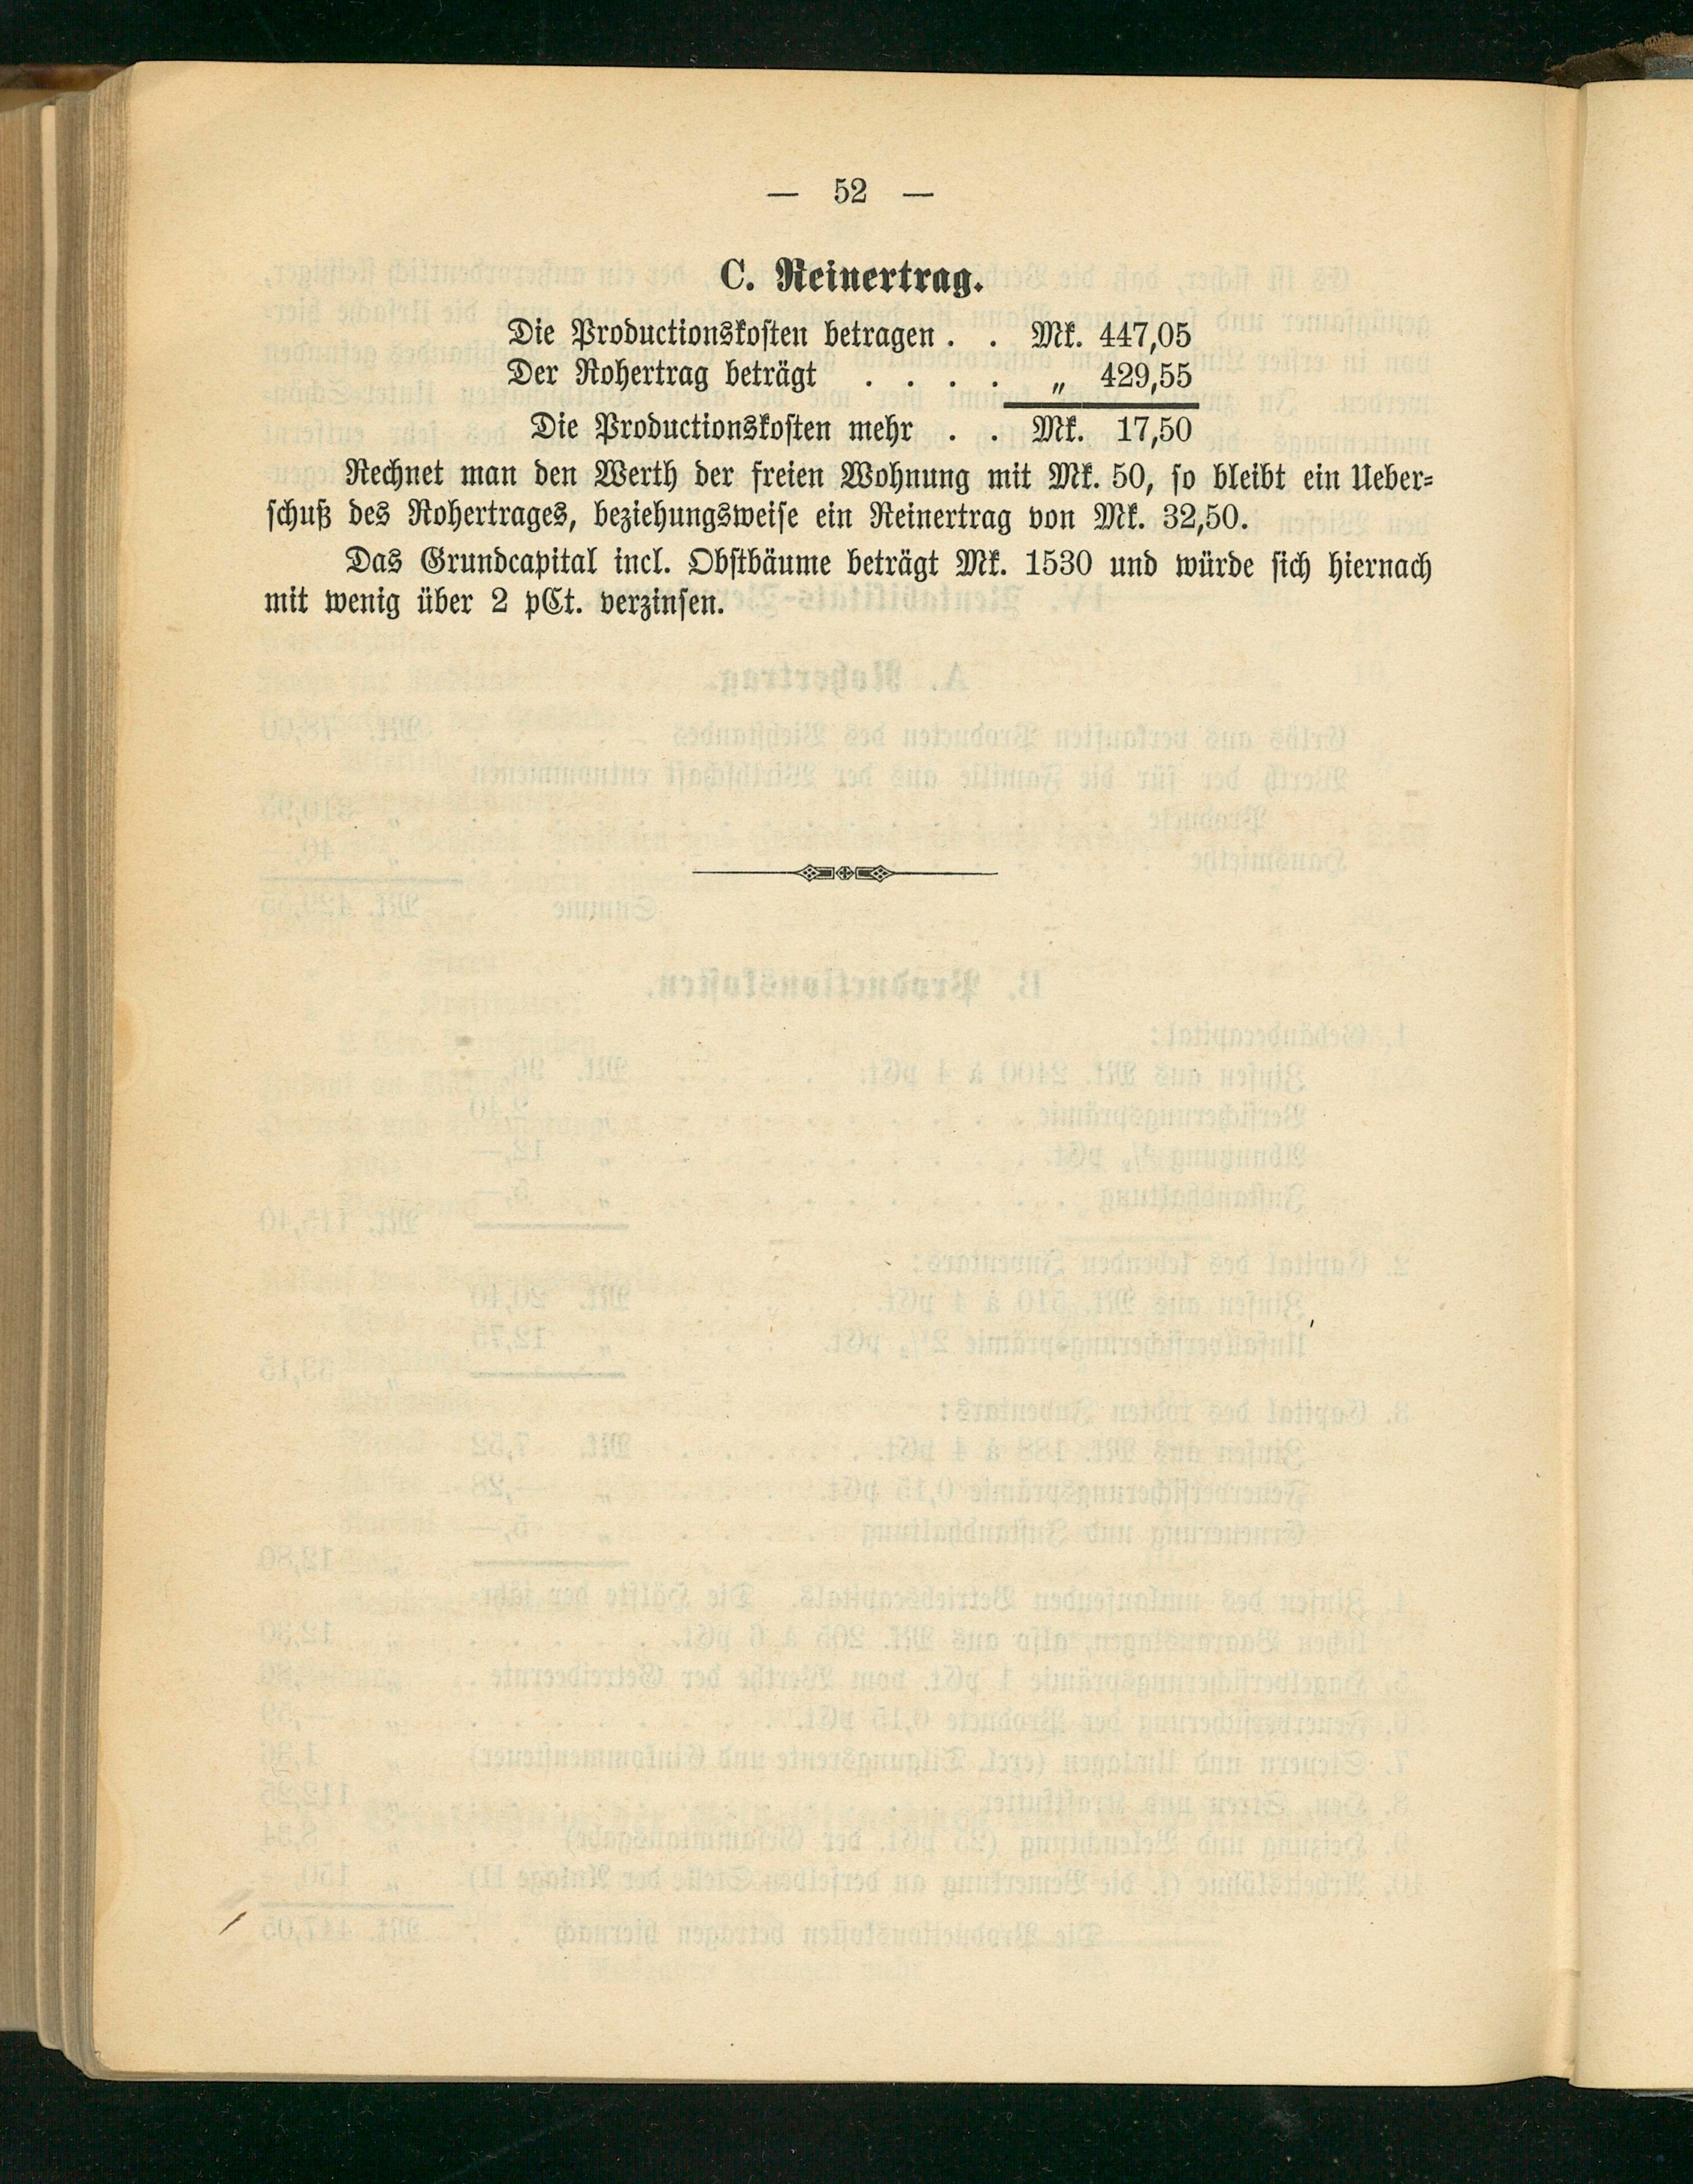 — 52 —
C. Reinertrag.
Die Productionskosten betragen . . Mk. 447,05
Der Rohertrag beträgt . . . . „ 429,55
Die Productionskosten mehr . . Mk. 17,50
Rechnet man den Werth der freien Wohnung mit Mk. 50, so bleibt ein Ueber-
schuß des Rohertrages, beziehungsweise ein Reinertrag von Mk. 32,50.
Das Grundcapital incl. Obstbäume beträgt Mk. 1530 und würde sich hiernach
mit wenig über 2 pCt. verzinsen.